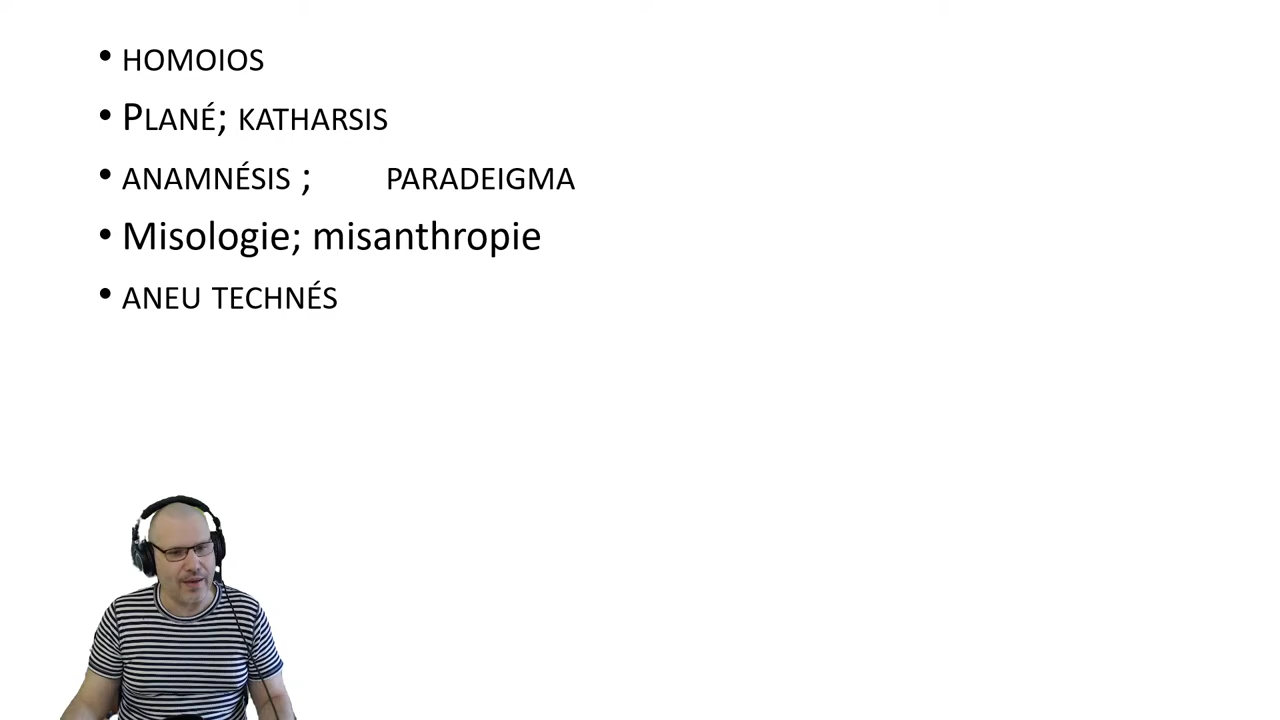 • HOMOIOS
• PLANÉ; KATHARSIS
• ANAMNÉSIS ; PARADEIGMA
• Misologie; misanthropie
• ANEU TECHNÉS